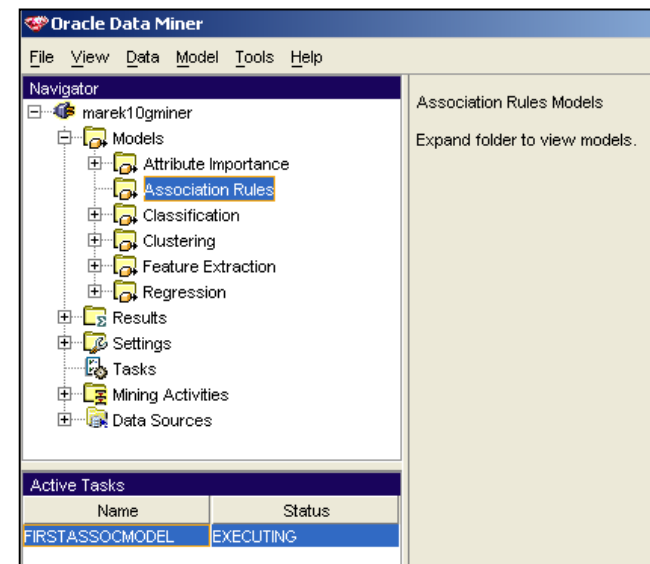 Oracle Data Miner
File View Data Model Tools Help
Navigator
marek10gminer
Models
Attribute Importance
Association Rules
Classification
Clustering
Feature Extraction
Regression
Results
Settings
Tasks
Mining Activities
Data Sources
Association Rules Models
Expand folder to view models.
Active Tasks
Name Status
FIRSTASSOCMODEL EXECUTING